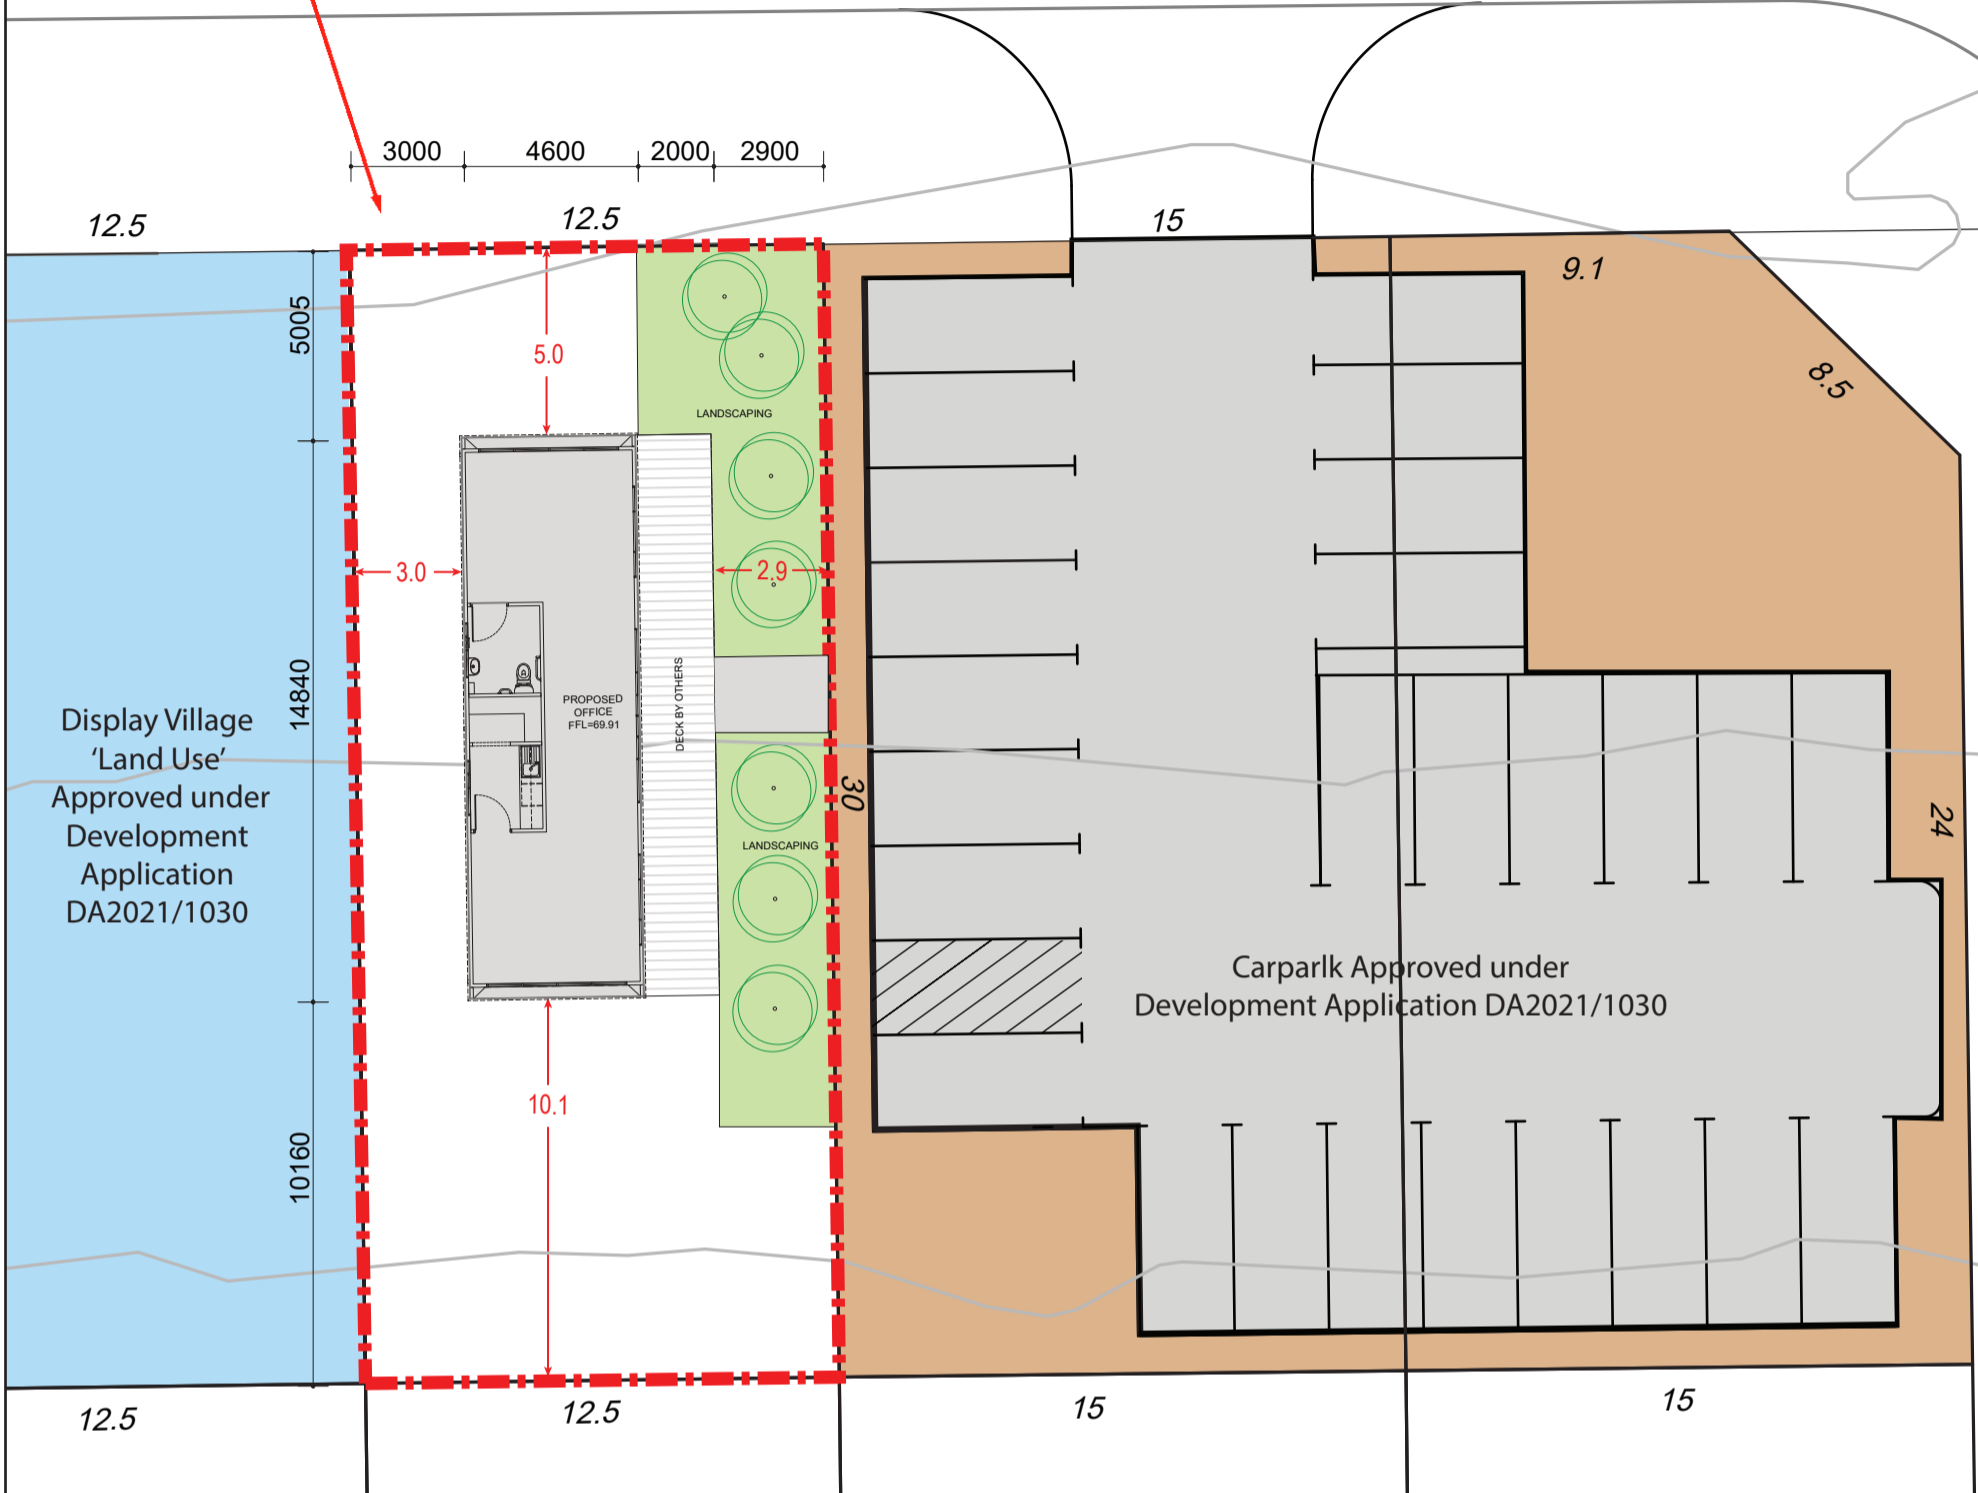 3000 4600 2000 2900
12.5 12.5 15
9.1
8.5
5005
5.0
LANDSCAPING
3.0
2.9
14840
PROPOSED
OFFICE
FFL=69.91
DECK BY OTHERS
Display Village
‘Land Use’
Approved under
Development
Application
DA2021/1030
30
24
LANDSCAPING
Carparlk Approved under
Development Application DA2021/1030
10.1
10160
12.5 12.5 15 15